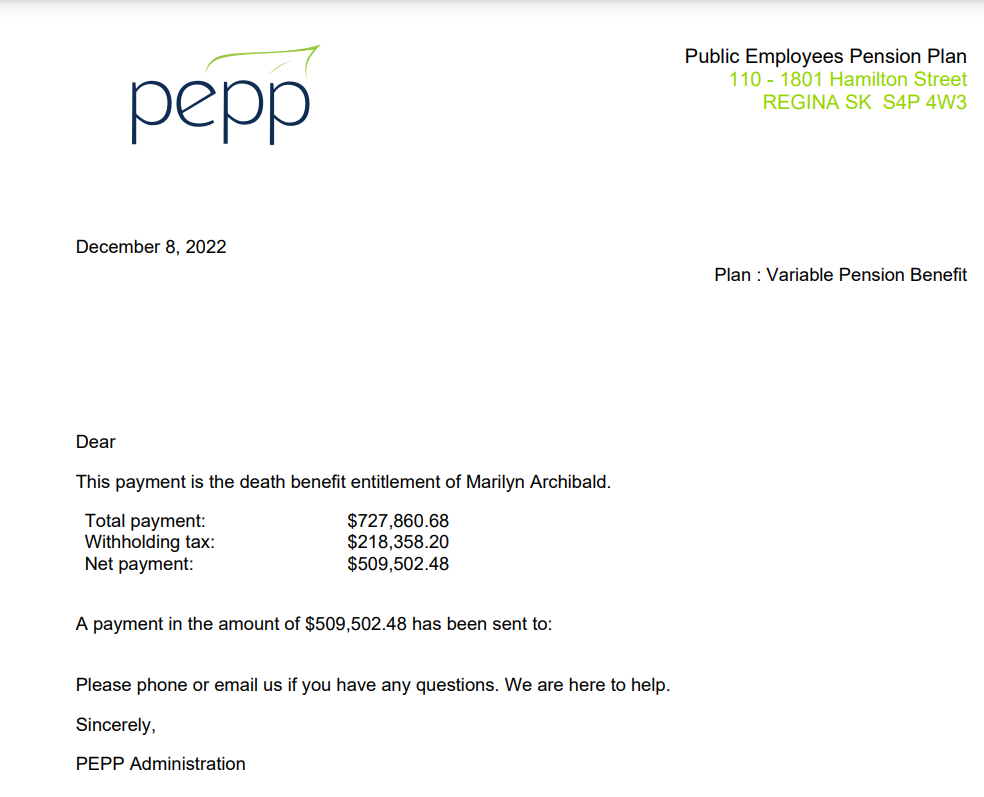 pepp
Public Employees Pension Plan
110 - 1801 Hamilton Street
REGINA SK  S4P 4W3
December 8, 2022
Plan : Variable Pension Benefit
Dear
This payment is the death benefit entitlement of Marilyn Archibald.
Total payment: $727,860.68
Withholding tax: $218,358.20
Net payment: $509,502.48
A payment in the amount of $509,502.48 has been sent to:
Please phone or email us if you have any questions. We are here to help.
Sincerely,
PEPP Administration